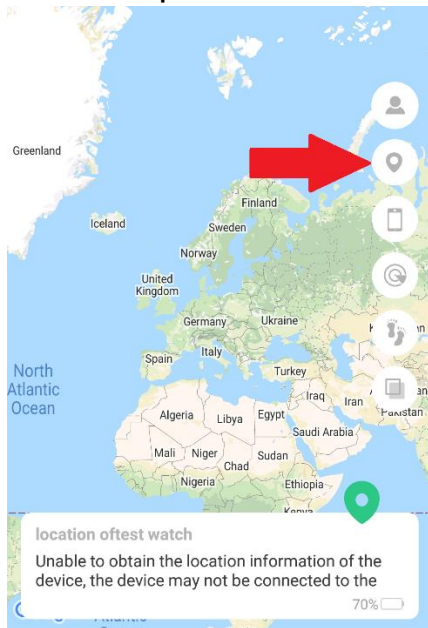 Greenland
Finland
Iceland
Sweden
Norway
United
Kingdom
Germany
Ukraine
Spain
Italy
Turkey
North
Atlantic
Ocean
Iraq
Iran
Algeria
Libya
Egypt
Saudi Arabia
Mali
Niger
Chad
Sudan
Nigeria
Ethiopia
location oftest watch
Unable to obtain the location information of the
device, the device may not be connected to the
70%